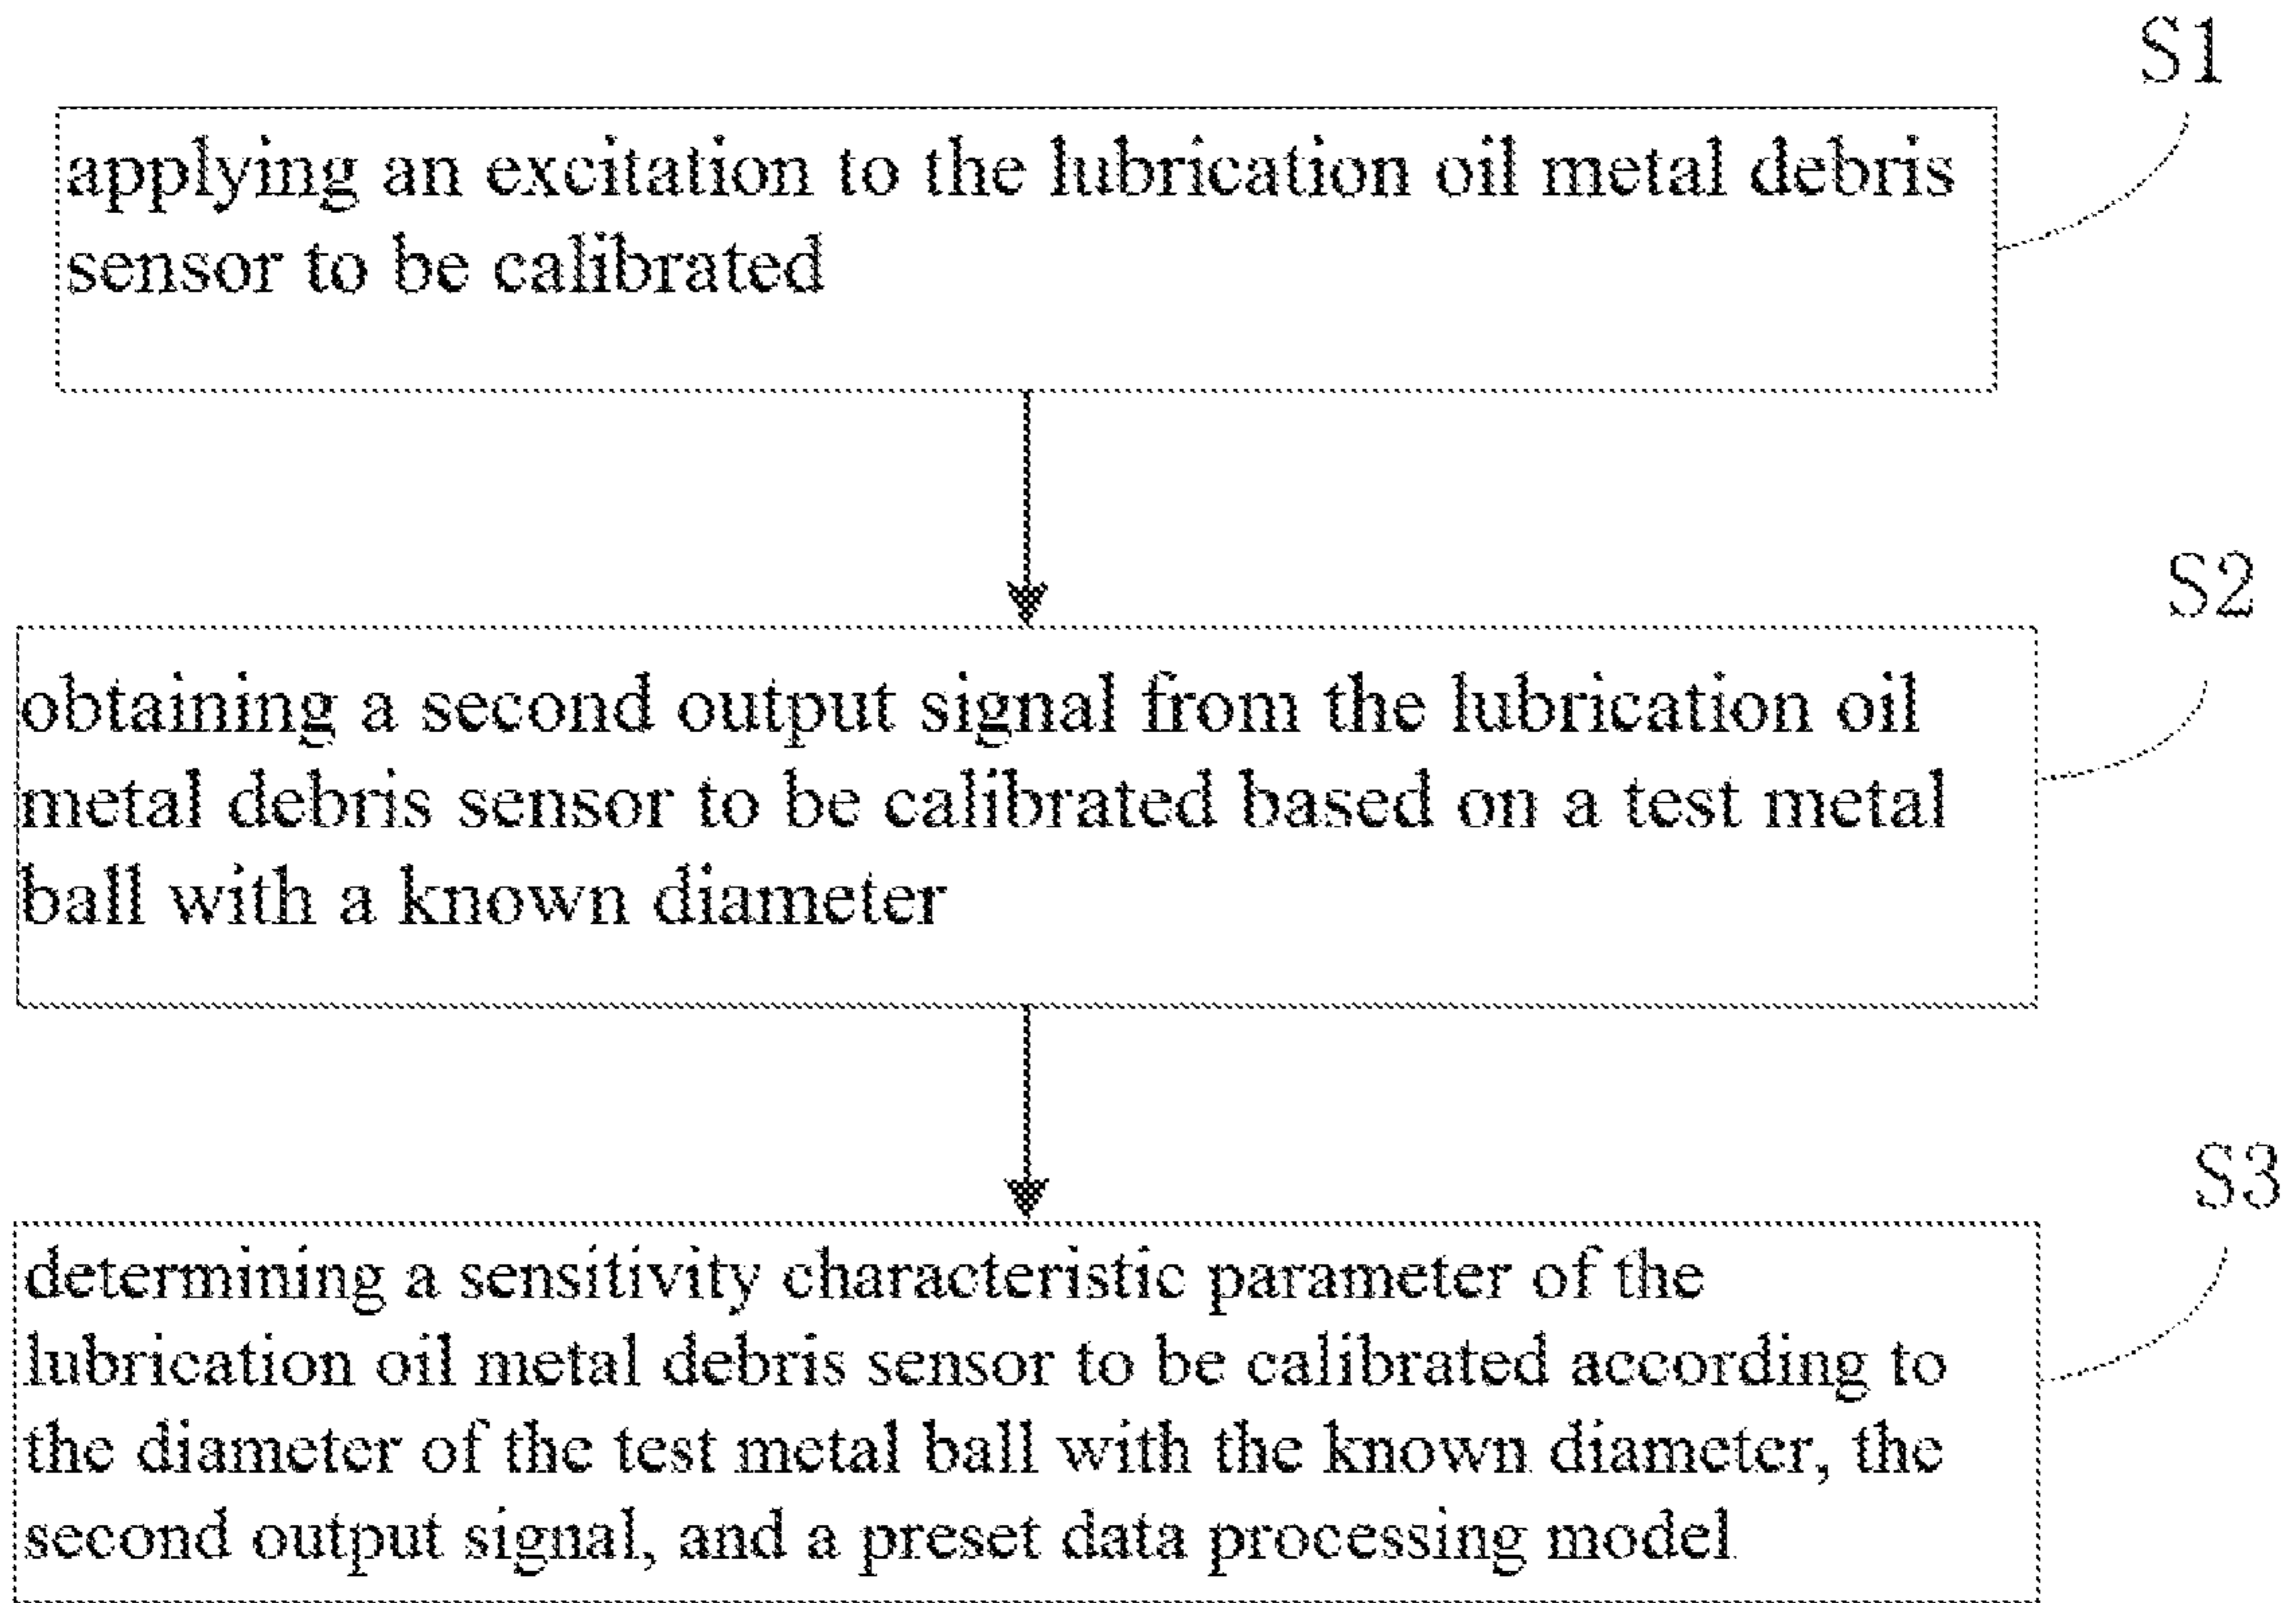 S1
applying an excitation to the lubrication oil metal debris
sensor to be calibrated
S2
obtaining a second output signal from the lubrication oil
metal debris sensor to be calibrated based on a test metal
ball with a known diameter
S3
determining a sensitivity characteristic parameter of the
lubrication oil metal debris sensor to be calibrated according to
the diameter of the test metal ball with the known diameter, the
second output signal, and a preset data processing model